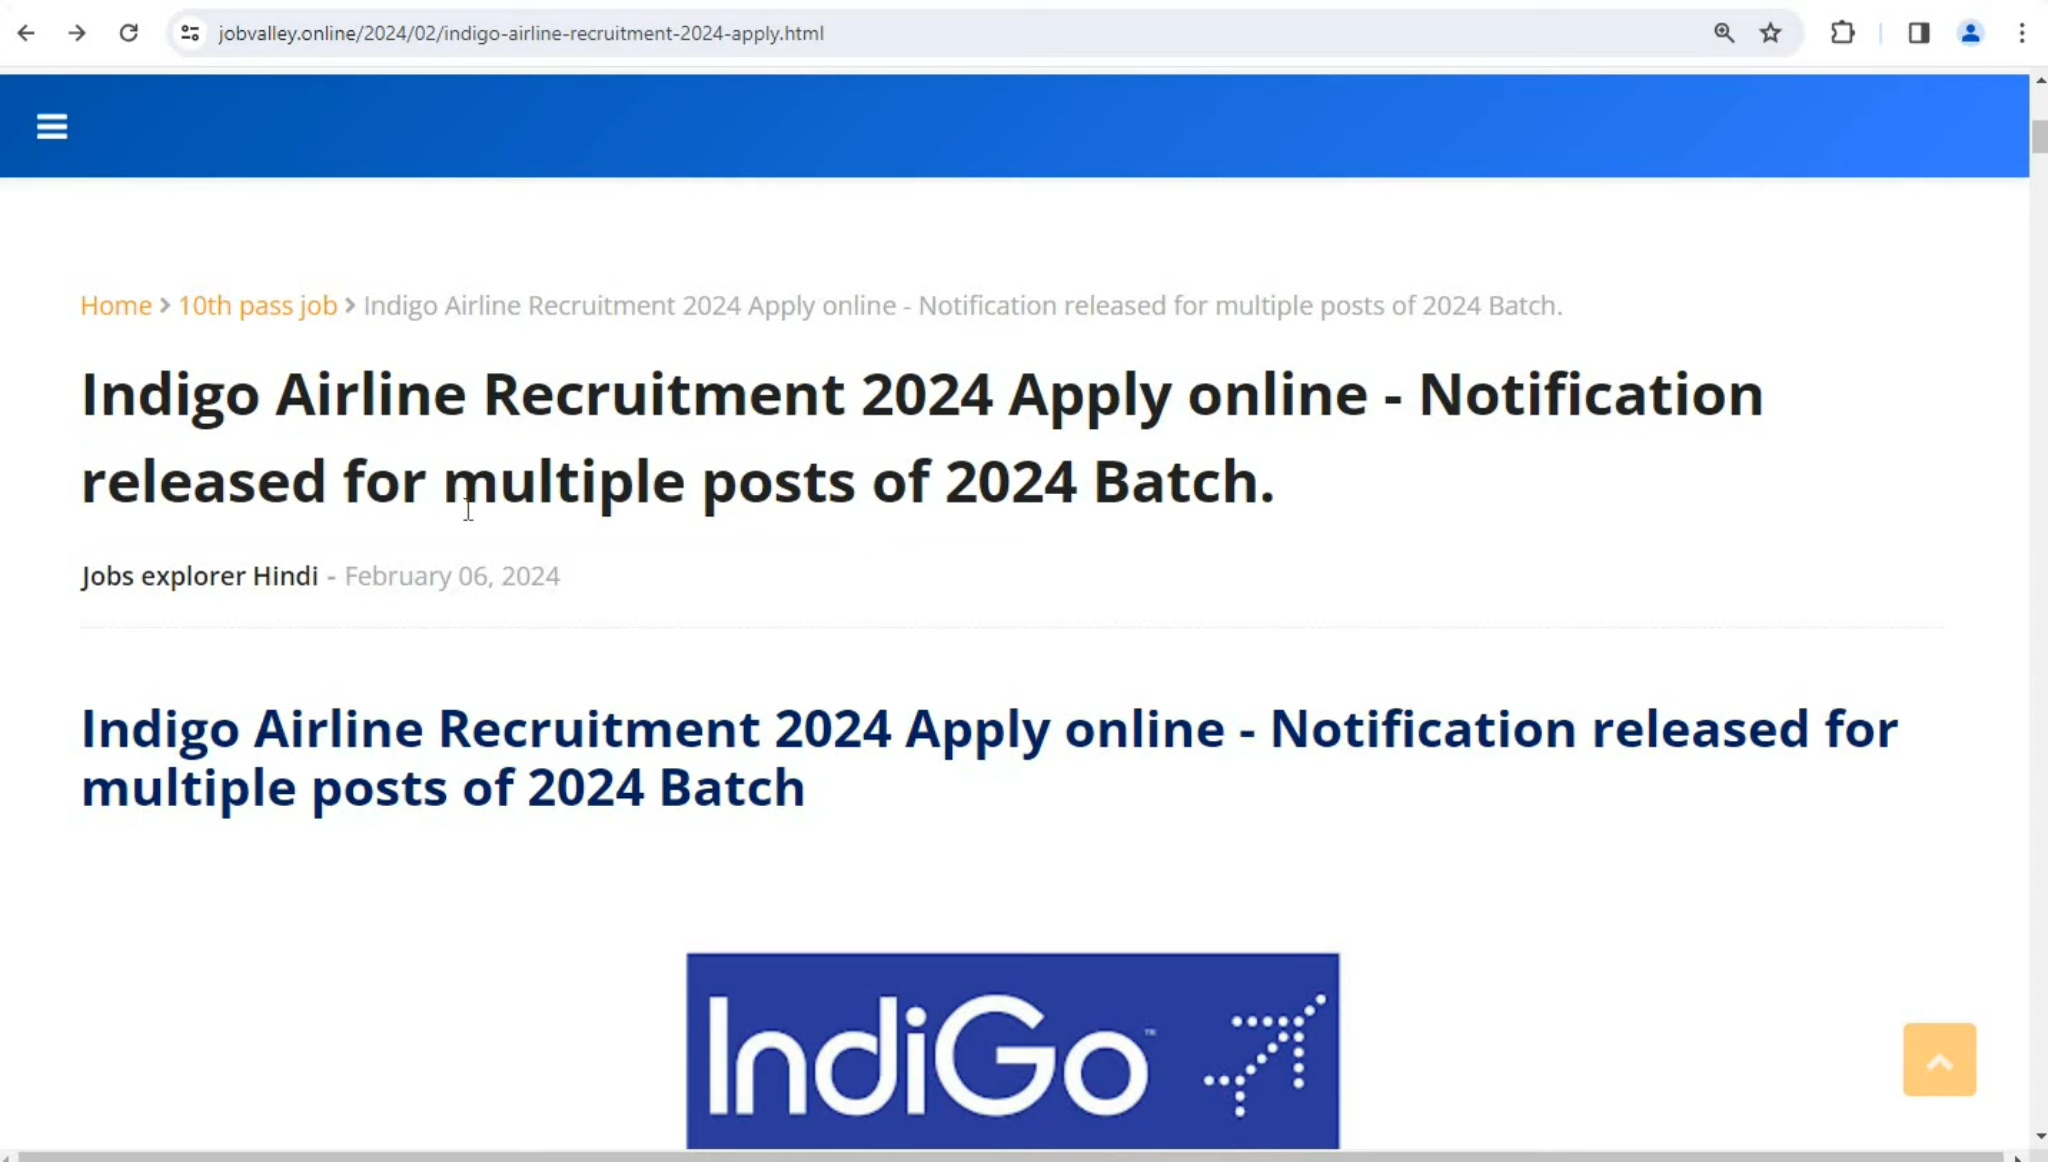 jobvalley.online/2024/02/indigo-airline-recruitment-2024-apply.html
Home > 10th pass job > Indigo Airline Recruitment 2024 Apply online - Notification released for multiple posts of 2024 Batch.
Indigo Airline Recruitment 2024 Apply online - Notification
released for multiple posts of 2024 Batch.
Jobs explorer Hindi - February 06, 2024
Indigo Airline Recruitment 2024 Apply online - Notification released for
multiple posts of 2024 Batch
IndiGo™